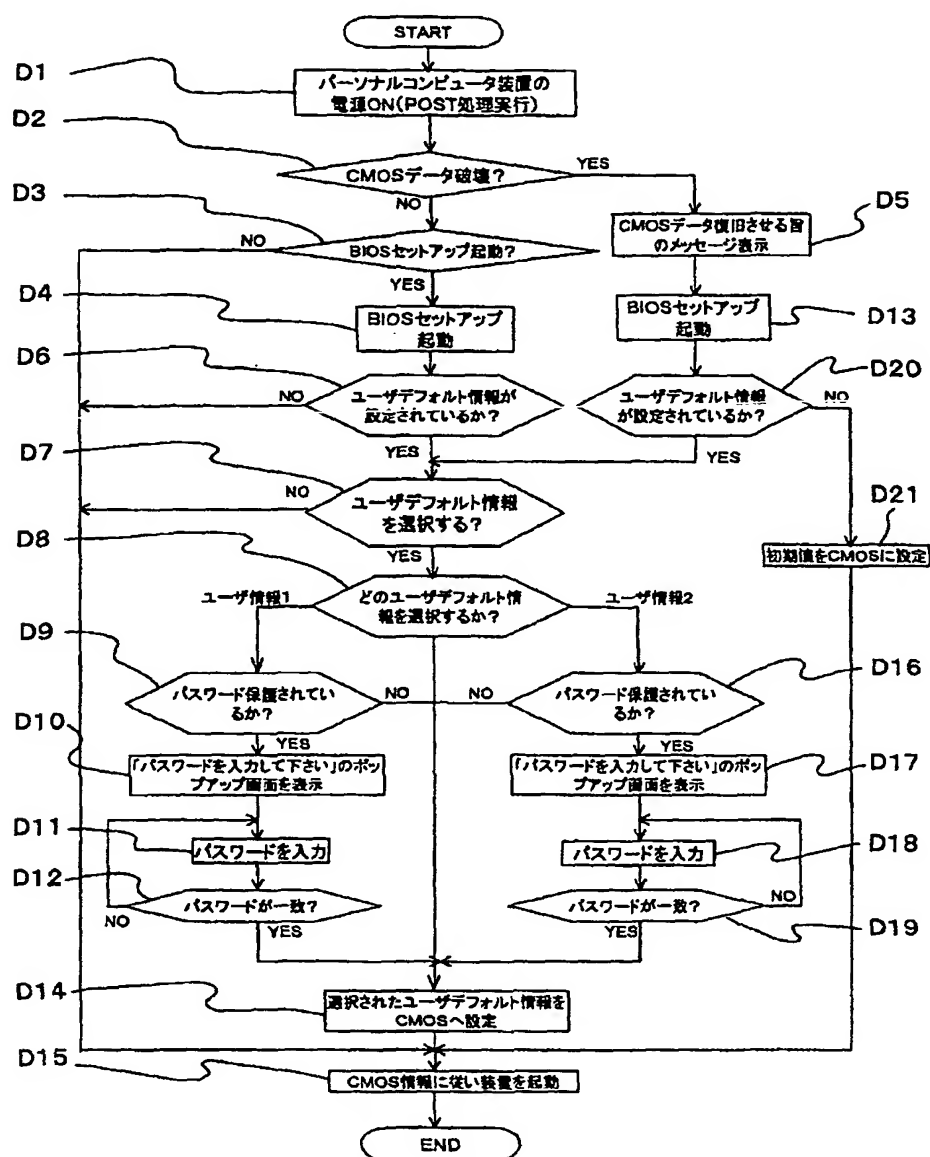 START
D1
パーソナルコンピュータ装置の
電源ON(POST処理実行)
D2
CMOSデータ破壊?
YES
NO
D3
NO
BIOSセットアップ起動?
YES
CMOSデータ復旧させる旨
のメッセージ表示
D5
D4
BIOSセットアップ
起動
BIOSセットアップ
起動
D13
D6
NO
ユーザデフォルト情報が
設定されているか?
YES
ユーザデフォルト情報
が設定されているか?
D20
NO
YES
D7
NO
ユーザデフォルト情報
を選択する?
YES
D21
初期値をCMOSに設定
D8
ユーザ情報1
どのユーザデフォルト情
報を選択するか?
ユーザ情報2
D9
パスワード保護されてい
るか?
NO
YES
NO
パスワード保護されてい
るか?
D16
YES
D10
「パスワードを入力して下さい」のポッ
プアップ画面を表示
「パスワードを入力して下さい」のポッ
プアップ画面を表示
D17
D11
パスワードを入力
パスワードを入力
D18
D12
NO
パスワードが一致?
YES
パスワードが一致?
NO
YES
D19
D14
選択されたユーザデフォルト情報を
CMOSへ設定
D15
CMOS情報に従い装置を起動
END